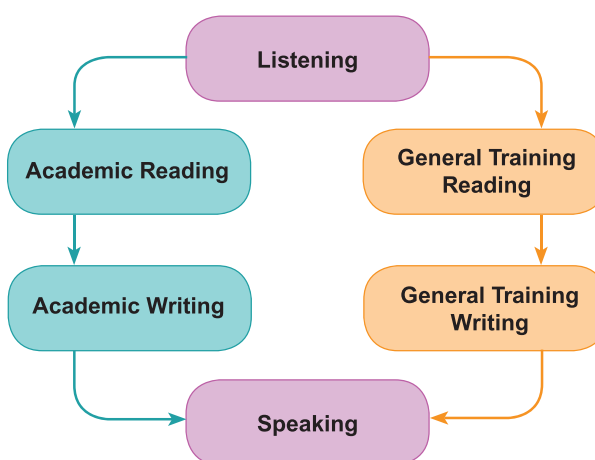 Listening
Academic Reading
General Training
Reading
Academic Writing
General Training
Writing
Speaking